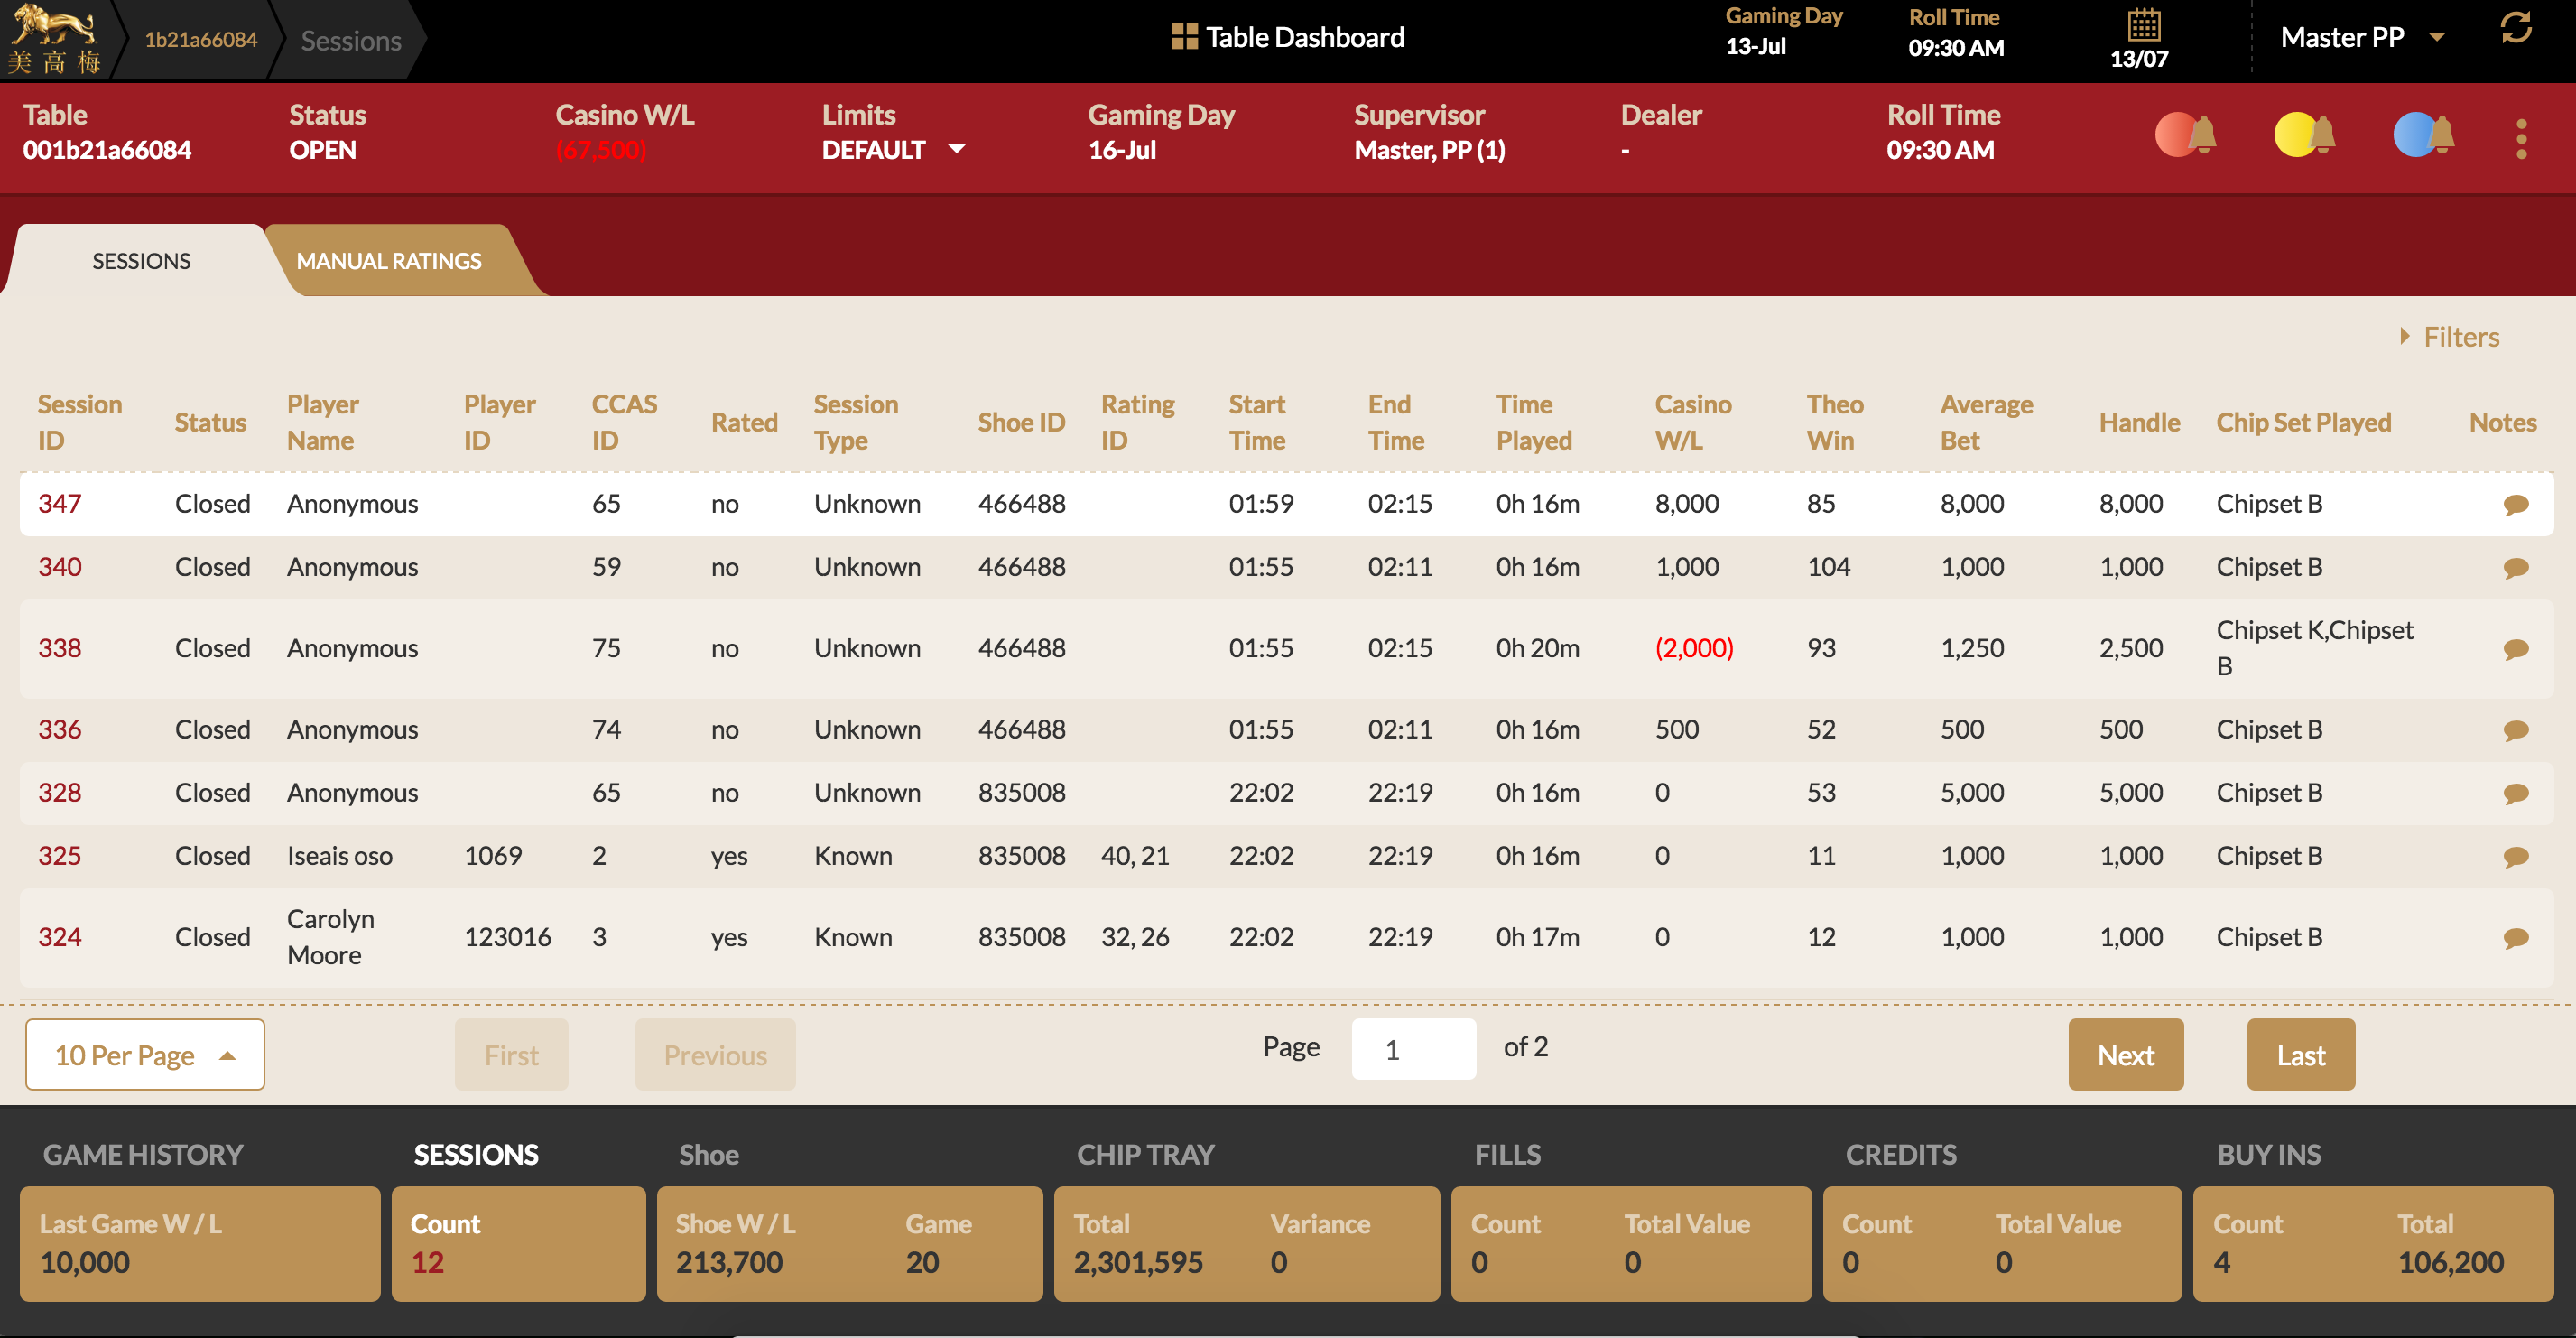 美高梅
1b21a66084
Sessions
Table Dashboard
Gaming Day
13-Jul
Roll Time
09:30 AM
13/07
Master PP
Table
001b21a66084
Status
OPEN
Casino W/L
(67,500)
Limits
DEFAULT
Gaming Day
16-Jul
Supervisor
Master, PP (1)
Dealer
-
Roll Time
09:30 AM
SESSIONS
MANUAL RATINGS
Filters
Session ID Status Player Name Player ID CCAS ID Rated Session Type Shoe ID Rating ID Start Time End Time Time Played Casino W/L Theo Win Average Bet Handle Chip Set Played Notes
347 Closed Anonymous 65 no Unknown 466488 01:59 02:15 0h 16m 8,000 85 8,000 8,000 Chipset B
340 Closed Anonymous 59 no Unknown 466488 01:55 02:11 0h 16m 1,000 104 1,000 1,000 Chipset B
338 Closed Anonymous 75 no Unknown 466488 01:55 02:15 0h 20m (2,000) 93 1,250 2,500 Chipset K,Chipset B
336 Closed Anonymous 74 no Unknown 466488 01:55 02:11 0h 16m 500 52 500 500 Chipset B
328 Closed Anonymous 65 no Unknown 835008 22:02 22:19 0h 16m 0 53 5,000 5,000 Chipset B
325 Closed Iseais oso 1069 2 yes Known 835008 40, 21 22:02 22:19 0h 16m 0 11 1,000 1,000 Chipset B
324 Closed Carolyn Moore 123016 3 yes Known 835008 32, 26 22:02 22:19 0h 17m 0 12 1,000 1,000 Chipset B
10 Per Page
First
Previous
Page 1 of 2
Next
Last
GAME HISTORY
Last Game W / L
10,000
SESSIONS
Count
12
Shoe
Shoe W / L Game
213,700 20
CHIP TRAY
Total Variance
2,301,595 0
FILLS
Count Total Value
0 0
CREDITS
Count Total Value
0 0
BUY INS
Count Total
4 106,200